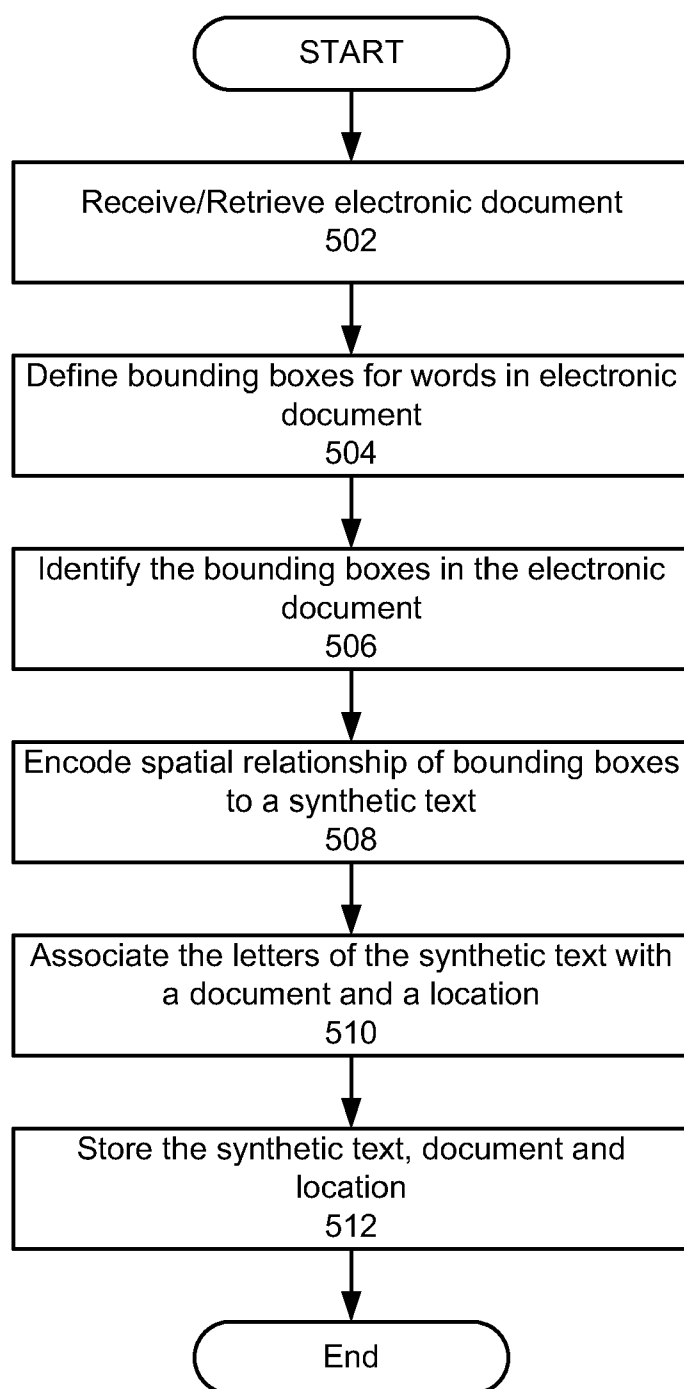 START
Receive/Retrieve electronic document
502
Define bounding boxes for words in electronic
document
504
Identify the bounding boxes in the electronic
document
506
Encode spatial relationship of bounding boxes
to a synthetic text
508
Associate the letters of the synthetic text with
a document and a location
510
Store the synthetic text, document and
location
512
End